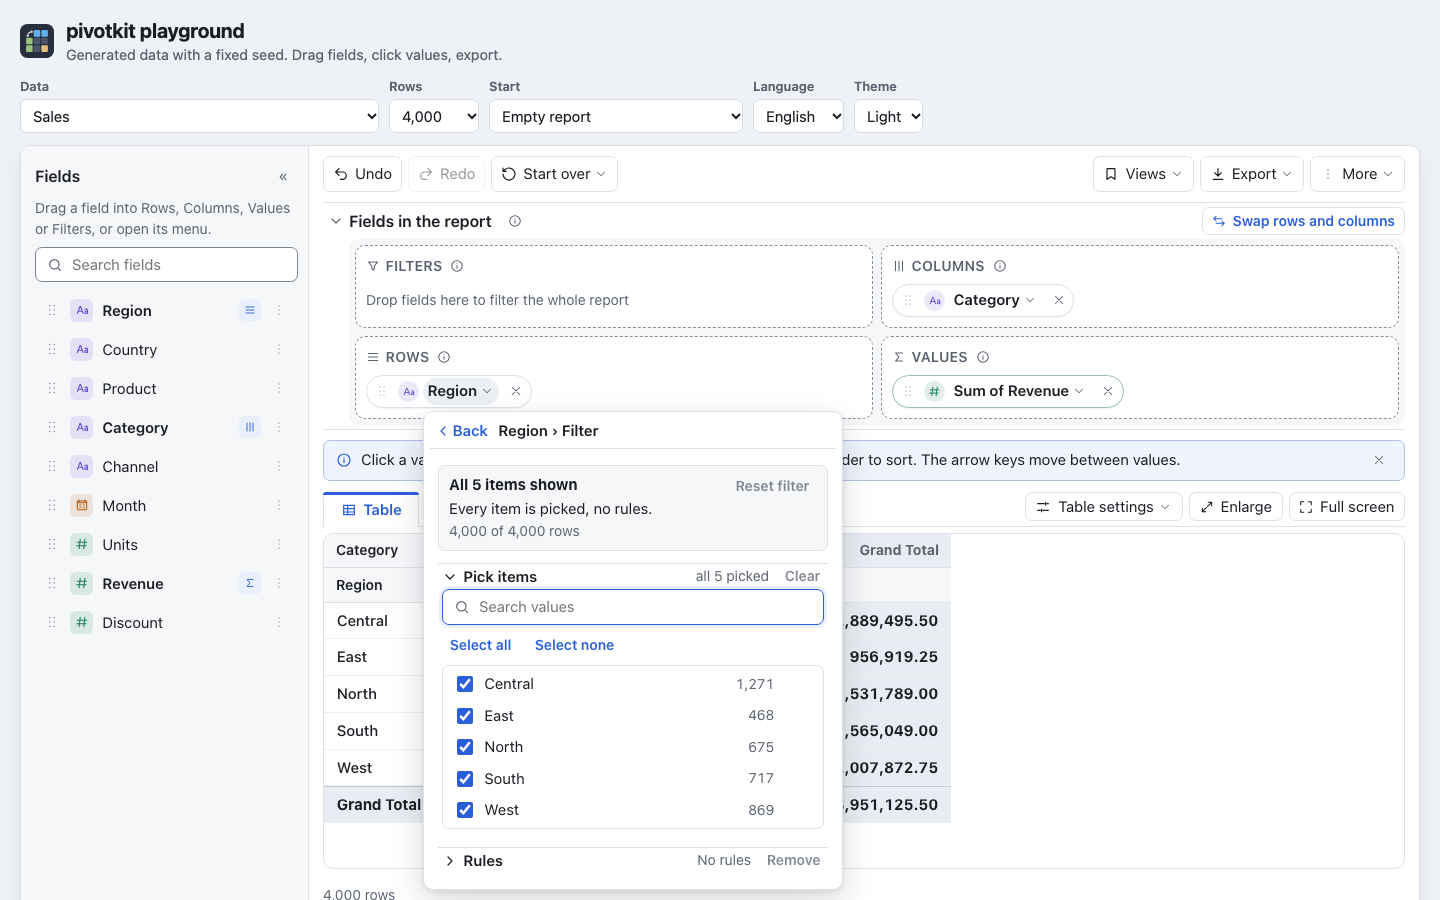 pivotkit playground
Generated data with a fixed seed. Drag fields, click values, export.
Data
Rows
Start
Language
Theme
Sales
4,000
Empty report
English
Light
Fields
«
Drag a field into Rows, Columns, Values
or Filters, or open its menu.
Search fields
Aa Region
Aa Country
Aa Product
Aa Category
Aa Channel
Month
# Units
# Revenue Σ
# Discount
Undo
Redo
Start over
Views
Export
More
Fields in the report
Swap rows and columns
FILTERS
Drop fields here to filter the whole report
COLUMNS
Aa Category
ROWS
Aa Region
Σ VALUES
# Sum of Revenue
Click a va
der to sort. The arrow keys move between values.
Table
Table settings
Enlarge
Full screen
Category
Grand Total
Region
Central
,889,495.50
East
956,919.25
North
,531,789.00
South
,565,049.00
West
,007,872.75
Grand Total
,951,125.50
4,000 rows
Back
Region › Filter
All 5 items shown
Reset filter
Every item is picked, no rules.
4,000 of 4,000 rows
Pick items
all 5 picked
Clear
Search values
Select all
Select none
Central 1,271
East 468
North 675
South 717
West 869
Rules
No rules
Remove